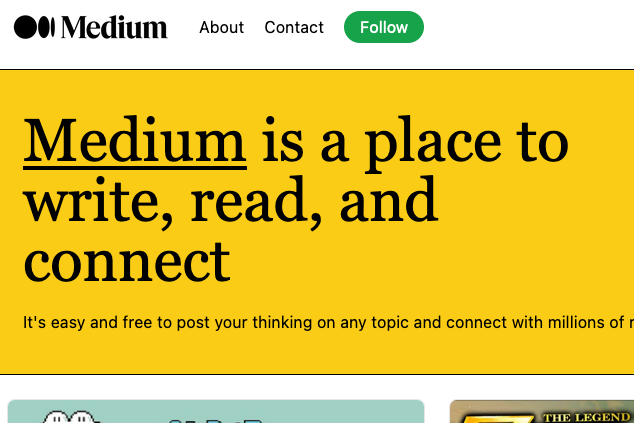 Medium About Contact Follow
Medium is a place to
write, read, and
connect
It's easy and free to post your thinking on any topic and connect with millions of
THE LEGEND